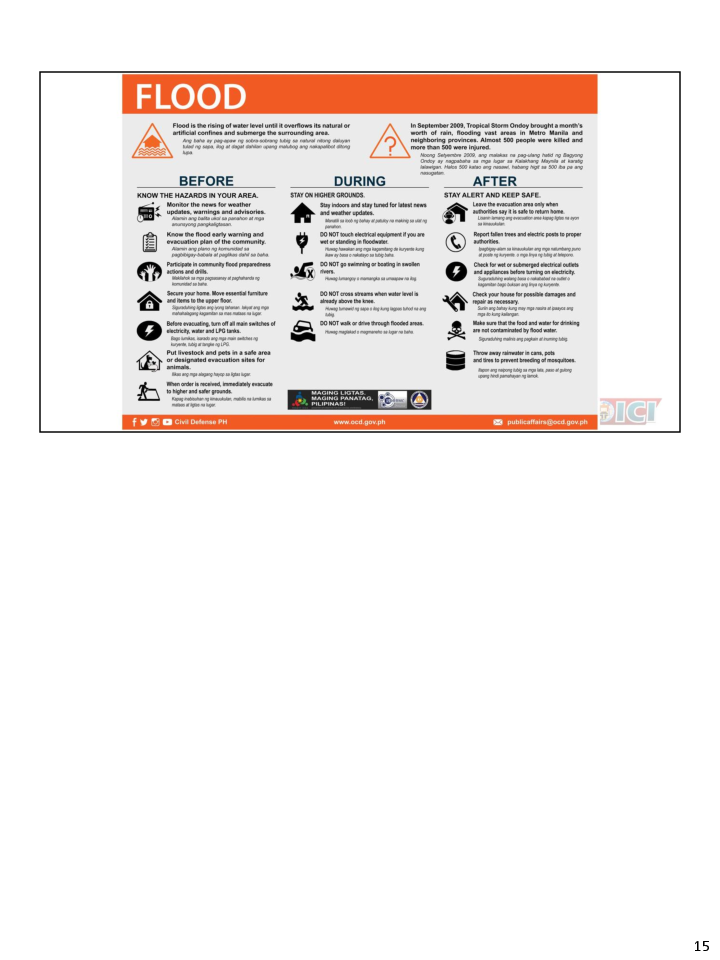 FLOOD
Flood is the rising of water level until it overflows its natural or
artificial confines and submerge the surrounding area.
Ang baha ay pag-apaw ng sobra-sobrang tubig sa natural nitong daluyan
tulad ng sapa, ilog at dagat dahilan upang malubog ang nakapalibot ditong
lupa.
In September 2009, Tropical Storm Ondoy brought a month's
worth of rain, flooding vast areas in Metro Manila and
neighboring provinces. Almost 500 people were killed and
more than 500 were injured.
Noong Setyembre 2009, ang malakas na pag-ulang hatid ng Bagyong
Ondoy ay nagpabaha sa mga lugar sa Kalakhang Maynila at karatig
lalawigan. Halos 500 katao ang nasawi, habang higit sa 500 iba pa ang
nasugatan.
BEFORE
KNOW THE HAZARDS IN YOUR AREA.
Monitor the news for weather
updates, warnings and advisories.
Alamin ang balita ukol sa panahon at mga
anunsyong pangkaligtasan.
Know the flood early warning and
evacuation plan of the community.
Alamin ang plano ng komunidad sa
pagbibigay-babala at paglikas dahil sa baha.
Participate in community flood preparedness
actions and drills.
Makilahok sa mga pagsasanay at paghahanda ng
komunidad sa baha.
Secure your home. Move essential furniture
and items to the upper floor.
Siguraduhing ligtas ang iyong tahanan. Iakyat ang mga
mahahalagang kagamitan sa mas mataas na lugar.
Before evacuating, turn off all main switches of
electricity, water and LPG tanks.
Bago lumikas, isarado ang mga main switches ng
kuryente, tubig at tangke ng LPG.
Put livestock and pets in a safe area
or designated evacuation sites for
animals.
Ilikas ang mga alagang hayop sa ligtas lugar.
When order is received, immediately evacuate
to higher and safer grounds.
Kapag inabisuhan ng kinauukulan, mabilis na lumikas sa
mataas at ligtas na lugar.
DURING
STAY ON HIGHER GROUNDS.
Stay indoors and stay tuned for latest news
and weather updates.
Manatili sa loob ng bahay at patuloy na makinig sa ulat ng
panahon.
DO NOT touch electrical equipment if you are
wet or standing in floodwater.
Huwag hawakan ang mga kagamitang de kuryente kung
ikaw ay basa o nakatayo sa tubig baha.
DO NOT go swimming or boating in swollen
rivers.
Huwag lumangoy o mamangka sa umaapaw na ilog.
DO NOT cross streams when water level is
already above the knee.
Huwag tumawid ng sapa o ilog kung lagpas tuhod na ang
tubig.
DO NOT walk or drive through flooded areas.
Huwag maglakad o magmaneho sa lugar na baha.
AFTER
STAY ALERT AND KEEP SAFE.
Leave the evacuation area only when
authorities say it is safe to return home.
Lisanin lamang ang evacuation area kapag ligtas na ayon
sa kinauukulan.
Report fallen trees and electric posts to proper
authorities.
Ipagbigay-alam sa kinauukulan ang mga natumbang puno
at poste ng kuryente, o mga linya ng tubig at telepono.
Check for wet or submerged electrical outlets
and appliances before turning on electricity.
Siguraduhing walang basa o nakababad na outlet o
kagamitan bago buksan ang linya ng kuryente.
Check your house for possible damages and
repair as necessary.
Suriin ang bahay kung may mga nasira at ipaayos ang
mga ito kung kailangan.
Make sure that the food and water for drinking
are not contaminated by flood water.
Siguraduhing malinis ang pagkain at inuming tubig.
Throw away rainwater in cans, pots
and tires to prevent breeding of mosquitoes.
Itapon ang naipong tubig sa mga lata, paso at gulong
upang hindi pamahayan ng lamok.
MAGING LIGTAS.
MAGING PANATAG,
PILIPINAS!
Civil Defense PH
www.ocd.gov.ph
publicaffairs@ocd.gov.ph
15